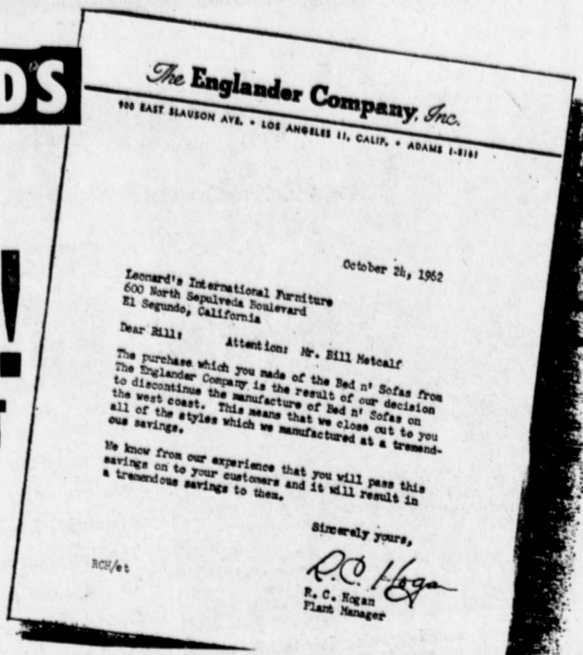 D'S
!
The Englander Company, Inc.
900 EAST SLAUSON AVE. • LOS ANGELES 11, CALIF. • ADAMS 1-5161
October 24, 1962
Leonard's International Furniture
600 North Sepulveda Boulevard
El Segundo, California
Dear Bill: Attention: Mr. Bill Metcalf
The purchase which you made of the Bed n' Sofas from
The Englander Company is the result of our decision
to discontinue the manufacture of Bed n' Sofas on
the west coast. This means that we close out to you
all of the styles which we manufactured at a tremend-
ous savings.
We know from our experience that you will pass this
savings on to your customers and it will result in
a tremendous savings to them.
Sincerely yours,
R.C. Hogan
R. C. Hogan
Plant Manager
RCH/et